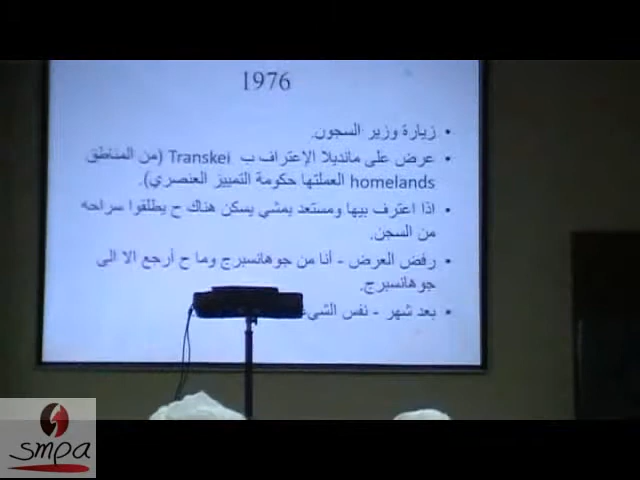 1976
• زيارة وزير السجون.
• عرض على مانديلا الإعتراف ب Transkei (من المناطق
homelands العملتها حكومة التمييز العنصري).
• اذا اعترف بيها ومستعد يمشي يسكن هناك ح يطلقوا سراحه
من السجن.
• رفض العرض - أنا من جوهانسبرج وما ح أرجع الا الى
جوهانسبرج.
• بعد شهر - نفس الشيء
smpa